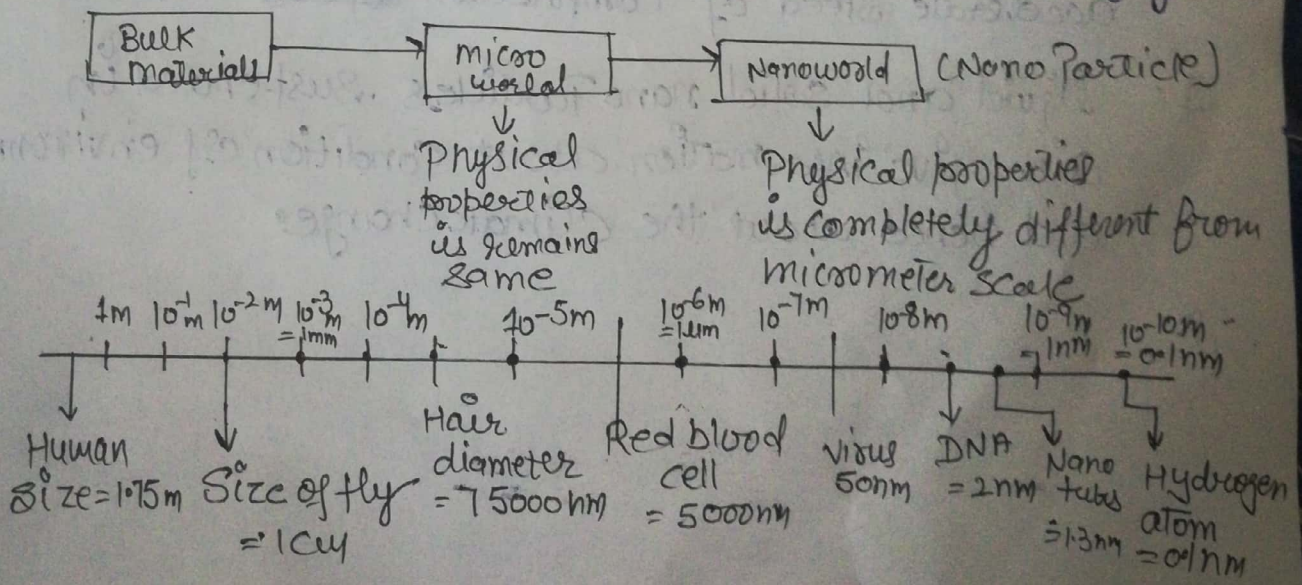 Bulk materials
micro world
Nanoworld
(Nano Particle)
Physical properties is remains same
Physical properties is completely different from micrometer scale
1m
10⁻¹m
10⁻²m
10⁻³m =1mm
10⁻⁴m
10⁻⁵m
10⁻⁶m =1μm
10⁻⁷m
10⁻8m
10⁻⁹m =1nm
10⁻10m =0.1nm
Human size=1.75m
Size of fly =1cm
Hair diameter =75000nm
Red blood cell =5000nm
virus 50nm
DNA =2nm
Nano tubs =1.3nm
Hydrogen atom =0.1nm